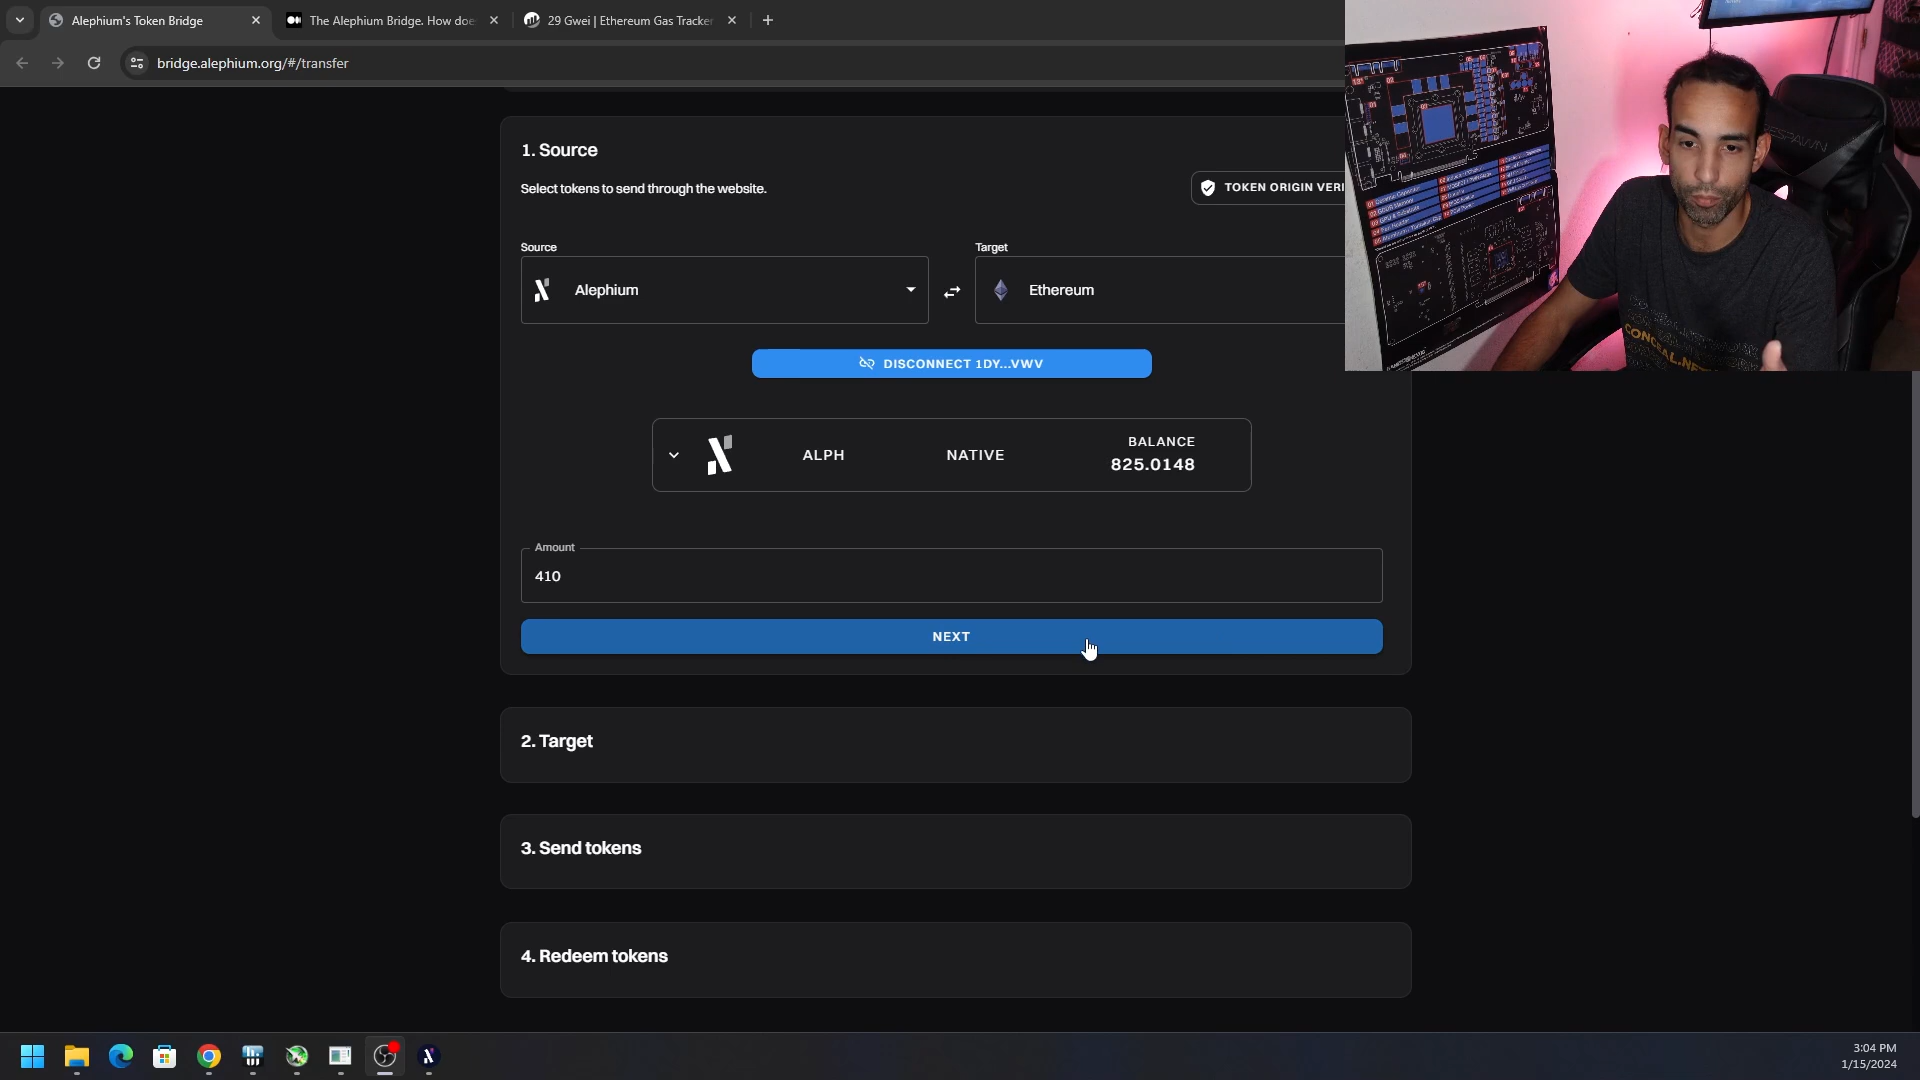 Alephium's Token Bridge
The Alephium Bridge. How doe
29 Gwei | Ethereum Gas Tracker
bridge.alephium.org/#/transfer
1. Source
Select tokens to send through the website.
TOKEN ORIGIN VERI
Source
Target
Alephium
Ethereum
DISCONNECT 1DY...VWV
ALPH
NATIVE
BALANCE
825.0148
Amount
410
NEXT
2. Target
3. Send tokens
4. Redeem tokens
CONCEAL.NE
3:04 PM
1/15/2024